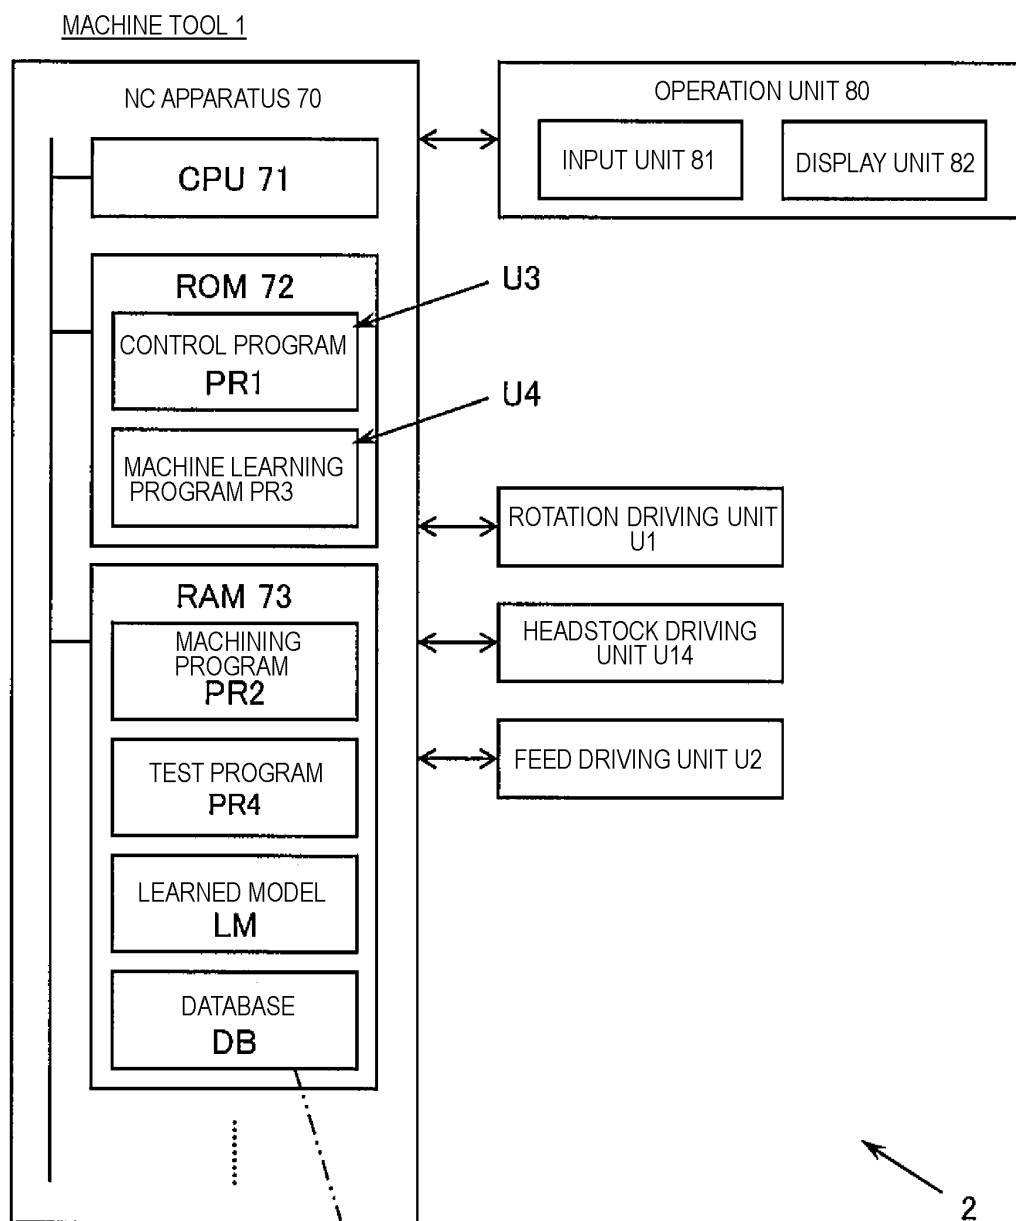 MACHINE TOOL 1
NC APPARATUS 70
CPU 71
ROM 72
CONTROL PROGRAM
PR1
MACHINE LEARNING
PROGRAM PR3
RAM 73
MACHINING
PROGRAM
PR2
TEST PROGRAM
PR4
LEARNED MODEL
LM
DATABASE
DB
OPERATION UNIT 80
INPUT UNIT 81
DISPLAY UNIT 82
U3
U4
ROTATION DRIVING UNIT
U1
HEADSTOCK DRIVING
UNIT U14
FEED DRIVING UNIT U2
2